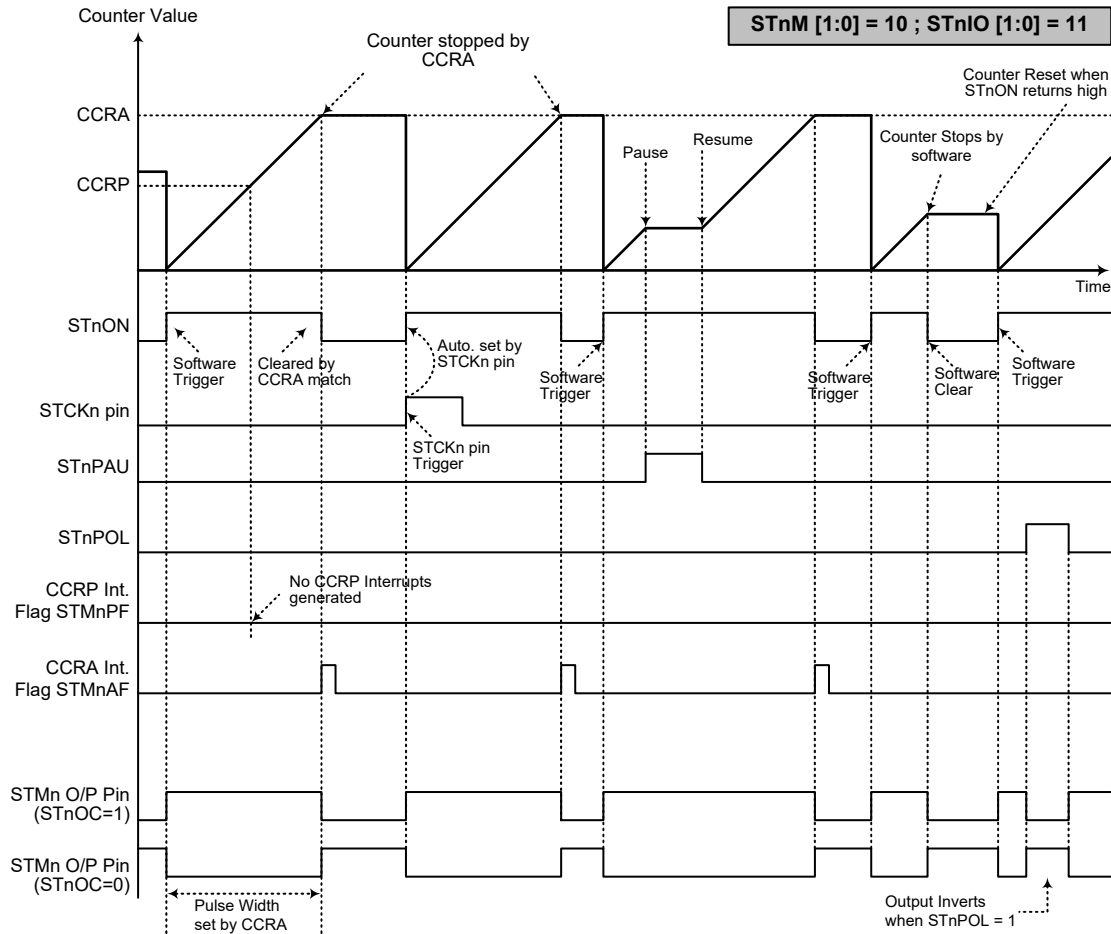 Counter Value
STnM [1:0] = 10 ; STnIO [1:0] = 11
Counter stopped by
CCRA
Counter Reset when
STnON returns high
CCRA
Pause
Resume
Counter Stops by
software
CCRP
Time
STnON
Software
Trigger
Cleared by
CCRA match
Auto. set by
STCKn pin
Software
Trigger
Software
Trigger
Software
Clear
Software
Trigger
STCKn pin
STCKn pin
Trigger
STnPAU
STnPOL
No CCRP Interrupts
generated
CCRP Int.
Flag STMnPF
CCRA Int.
Flag STMnAF
STMn O/P Pin
(STnOC=1)
STMn O/P Pin
(STnOC=0)
Pulse Width
set by CCRA
Output Inverts
when STnPOL = 1